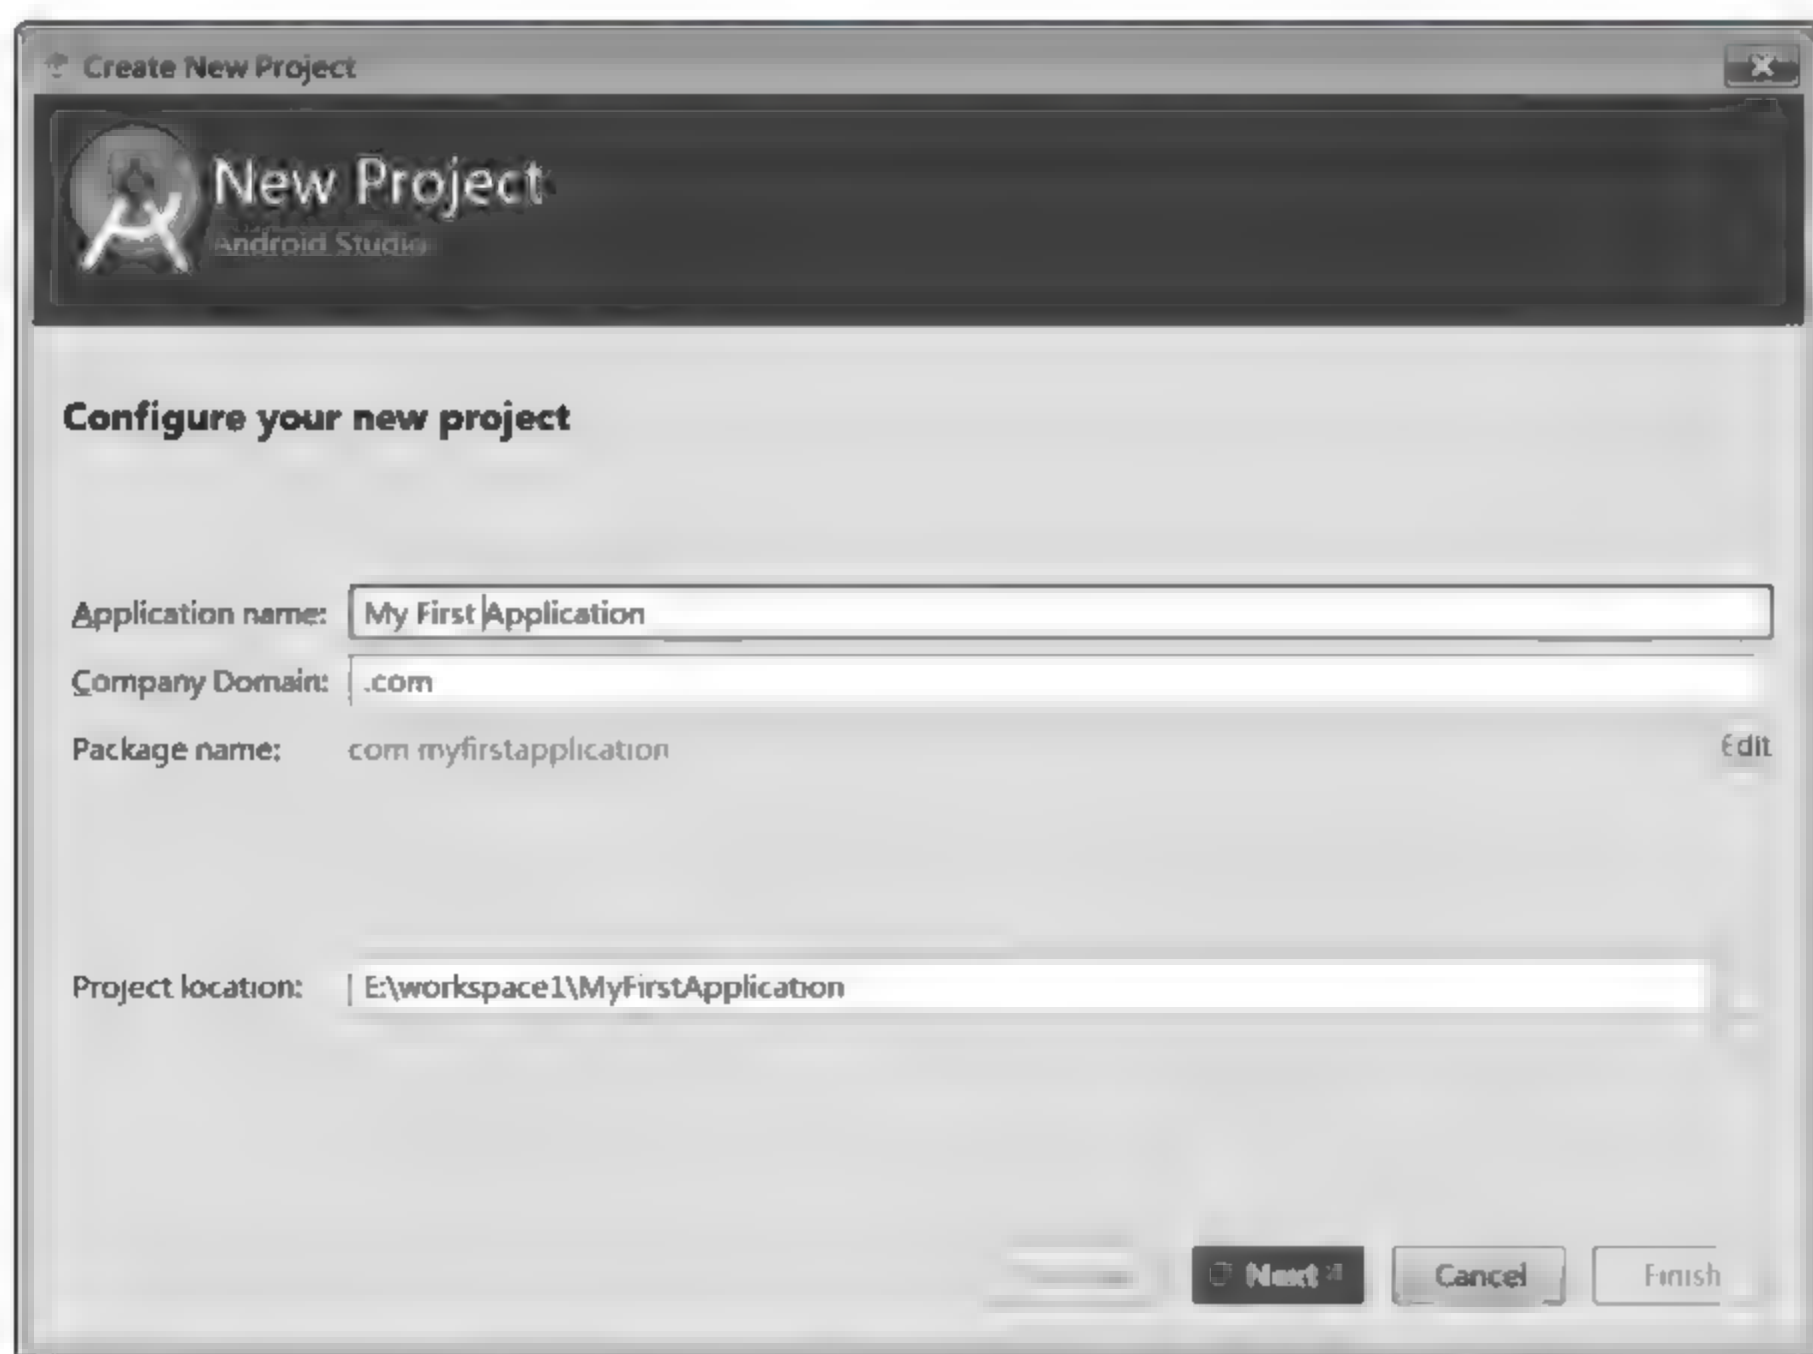 Create New Project
New Project
Android Studio
Configure your new project
Application name: My First Application
Company Domain: .com
Package name: com myfirstapplication Edit
Project location: E:\workspace1\MyFirstApplication
Next Cancel Finish